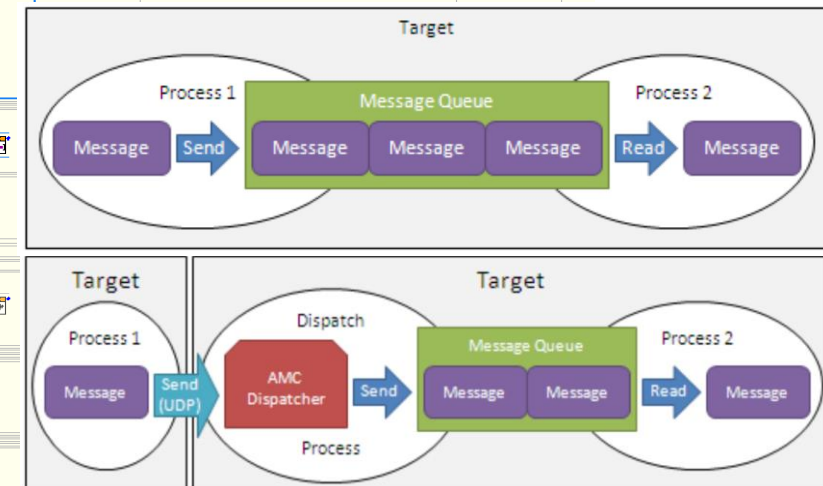 Target
Process 1
Message Queue
Process 2
Message
Send
Message
Message
Message
Read
Message
Target
Target
Process 1
Dispatch
Message Queue
Process 2
Message
Send
(UDP)
AMC
Dispatcher
Send
Message
Message
Read
Message
Process